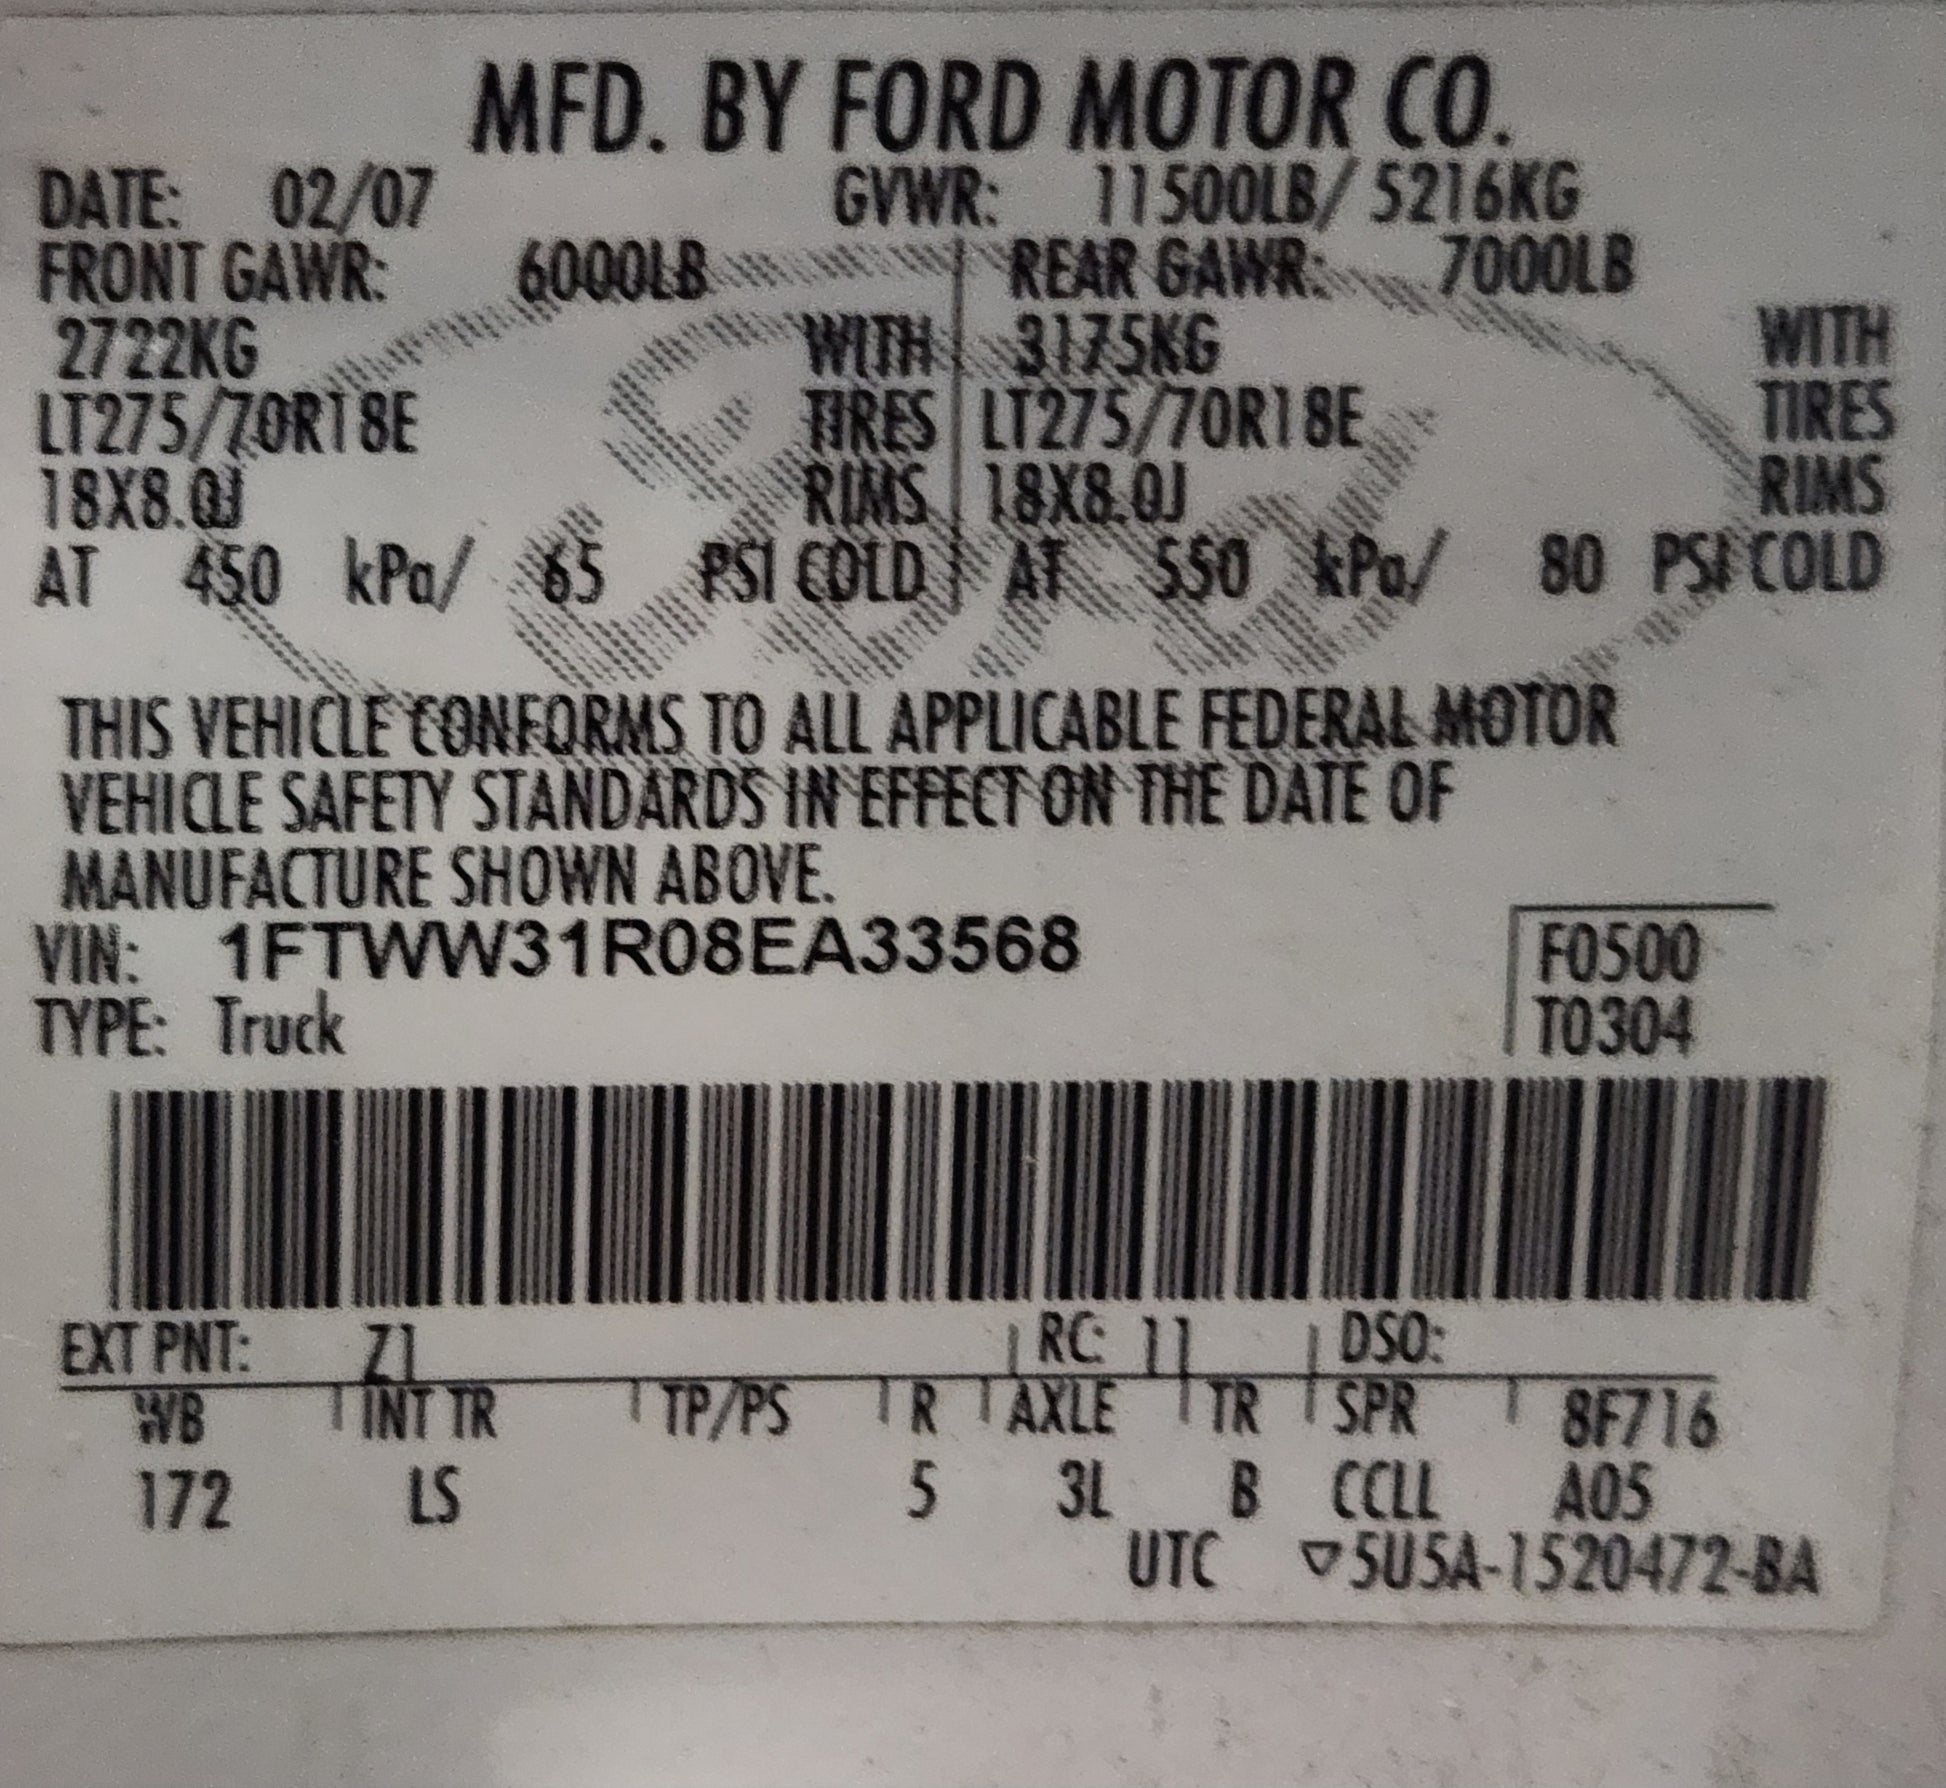 MFD. BY FORD MOTOR CO.
DATE: 02/07 GVWR: 11500LB/ 5216KG
FRONT GAWR: 6000LB REAR GAWR: 7000LB
2722KG WITH 3175KG WITH
LT275/70R18E TIRES LT275/70R18E TIRES
18X8.0J RIMS 18X8.0J RIMS
AT 450 kPa/ 65 PSI COLD AT 550 kPa/ 80 PSI COLD
THIS VEHICLE CONFORMS TO ALL APPLICABLE FEDERAL MOTOR
VEHICLE SAFETY STANDARDS IN EFFECT ON THE DATE OF
MANUFACTURE SHOWN ABOVE.
VIN: 1FTWW31R08EA33568 F0500
TYPE: Truck T0304
EXT PNT: Z1 RC: 11 DSO:
WB INT TR TP/PS R AXLE TR SPR 8F716
172 LS 5 3L B CCLL A05
UTC ▽5U5A-1520472-BA
Ford